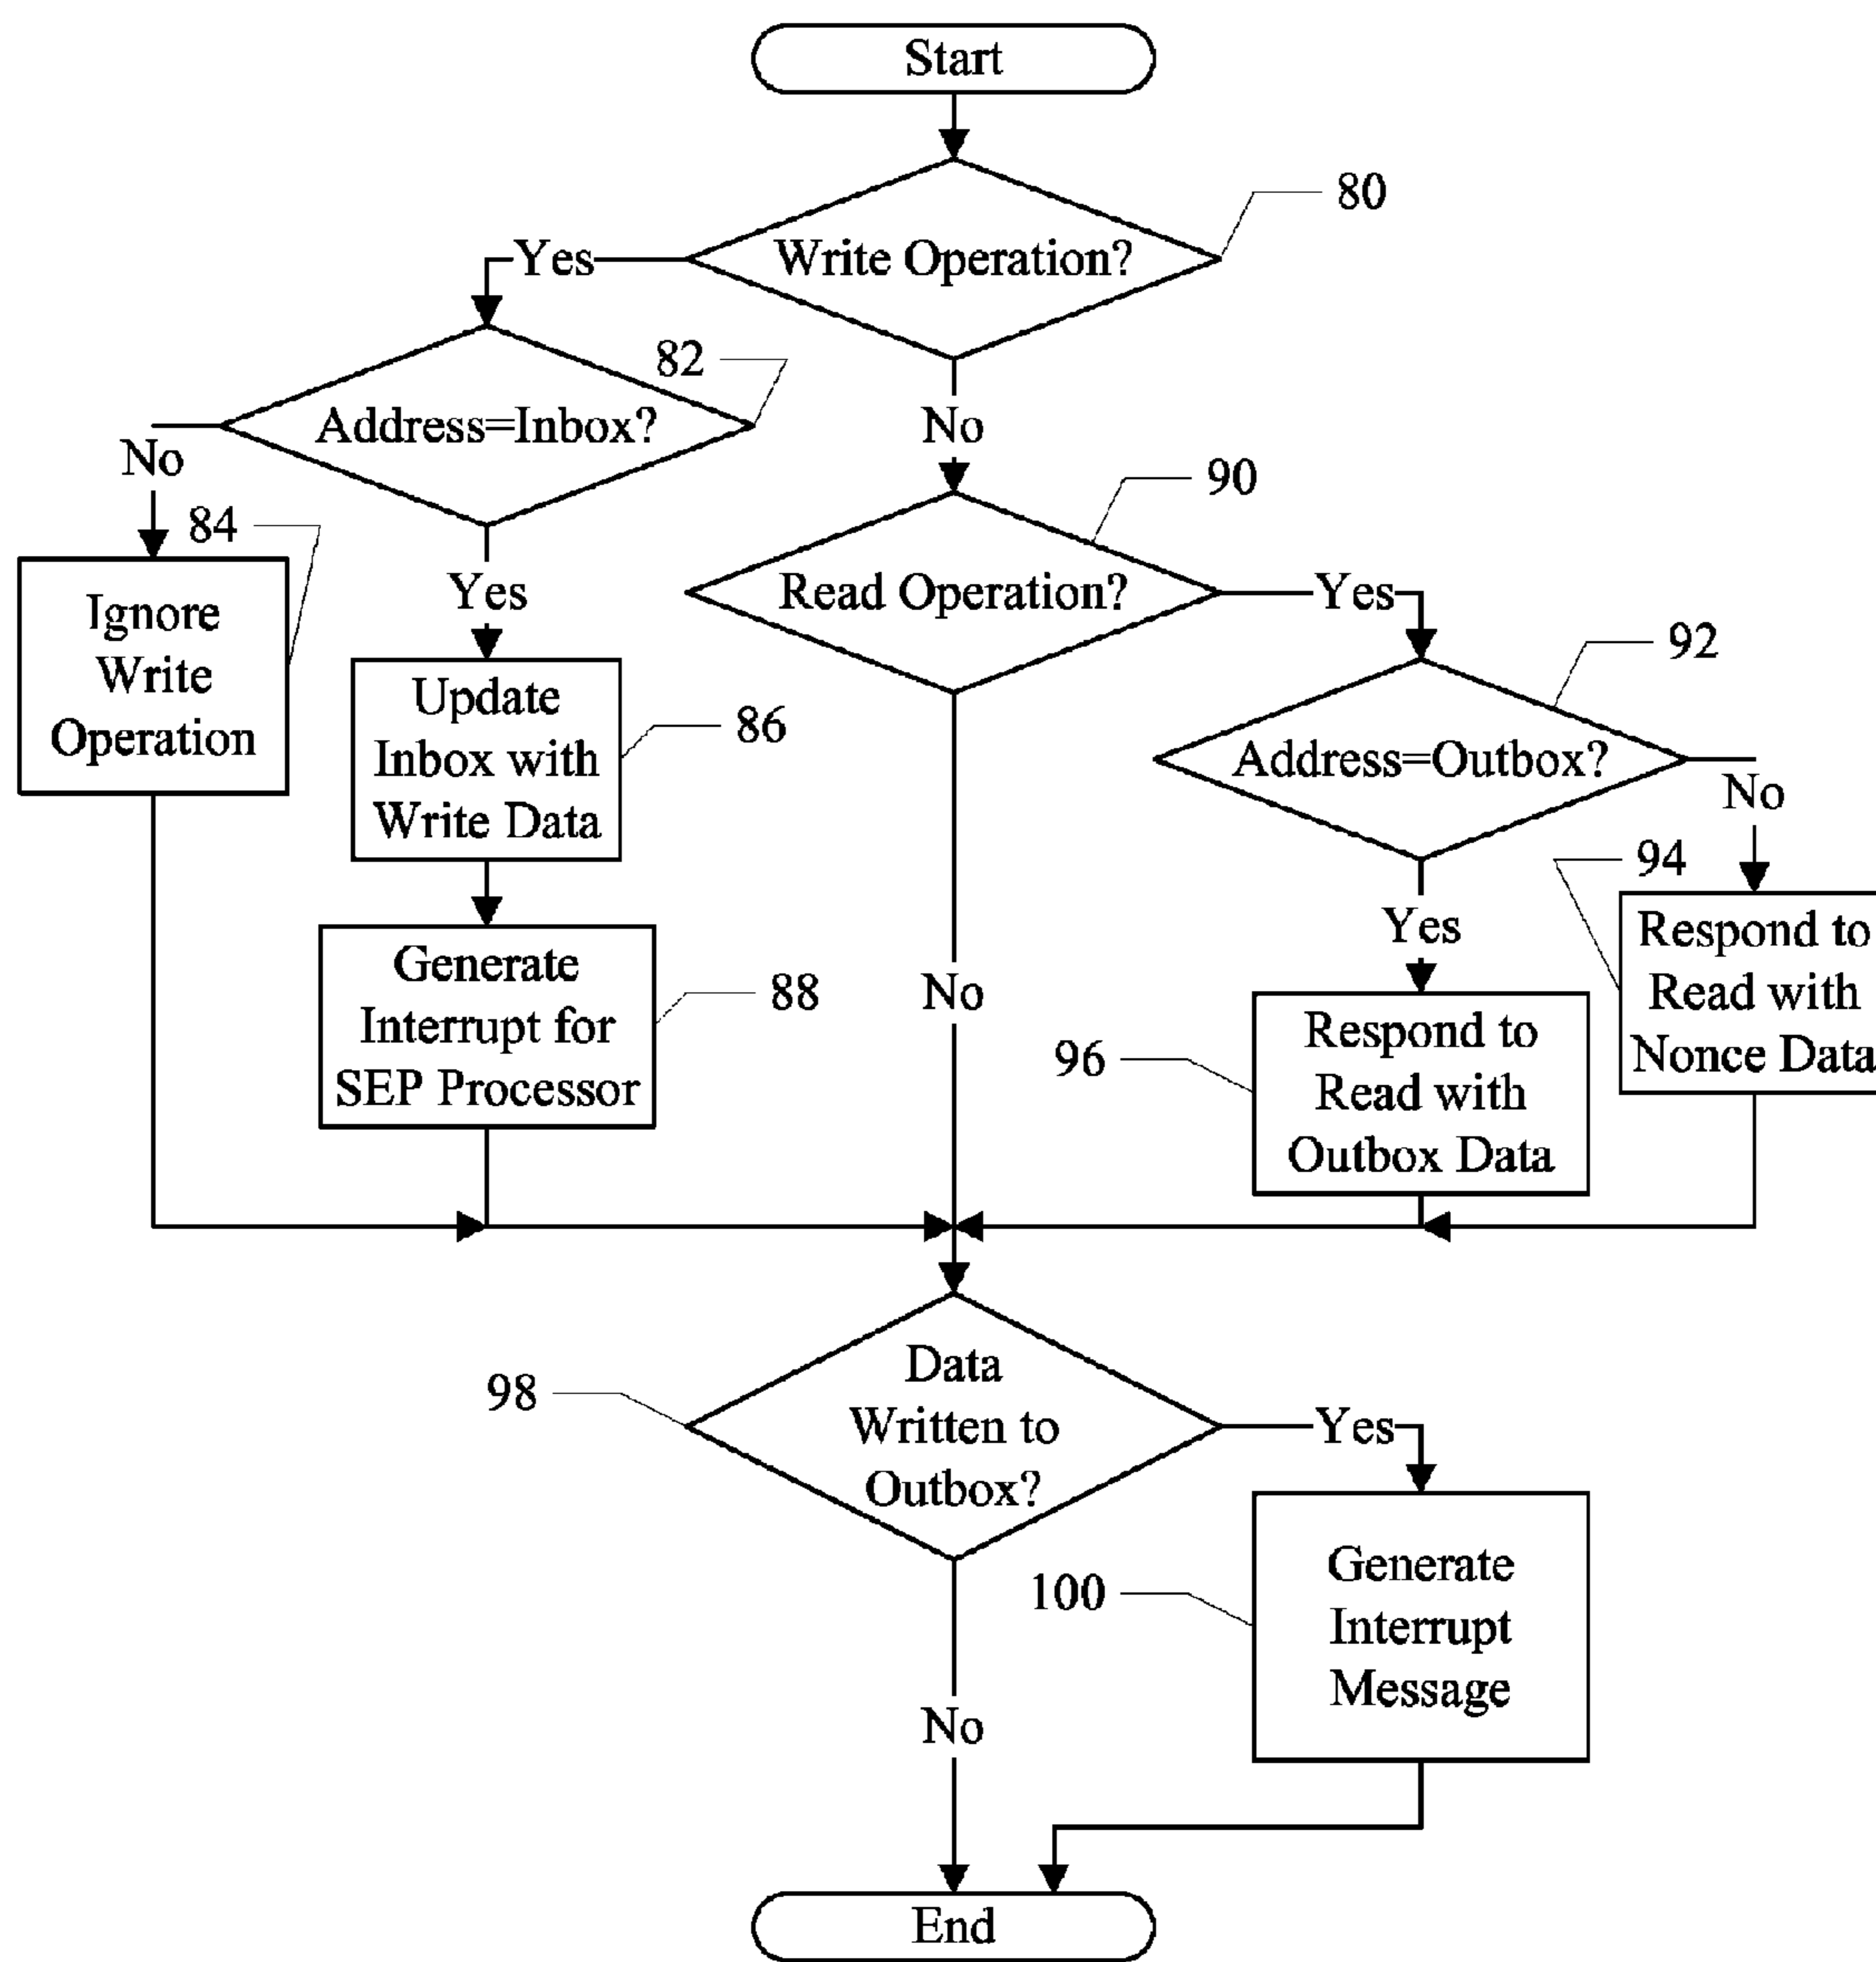 Start
80
Write Operation?
Yes
82
Address=Inbox?
No
No
90
84
Ignore
Write
Operation
Yes
Read Operation?
Yes
92
Update
Inbox with
Write Data
86
Address=Outbox?
No
94
Generate
Interrupt for
SEP Processor
88
No
Yes
Respond to
Read with
Nonce Data
96
Respond to
Read with
Outbox Data
98
Data
Written to
Outbox?
Yes
100
Generate
Interrupt
Message
No
End